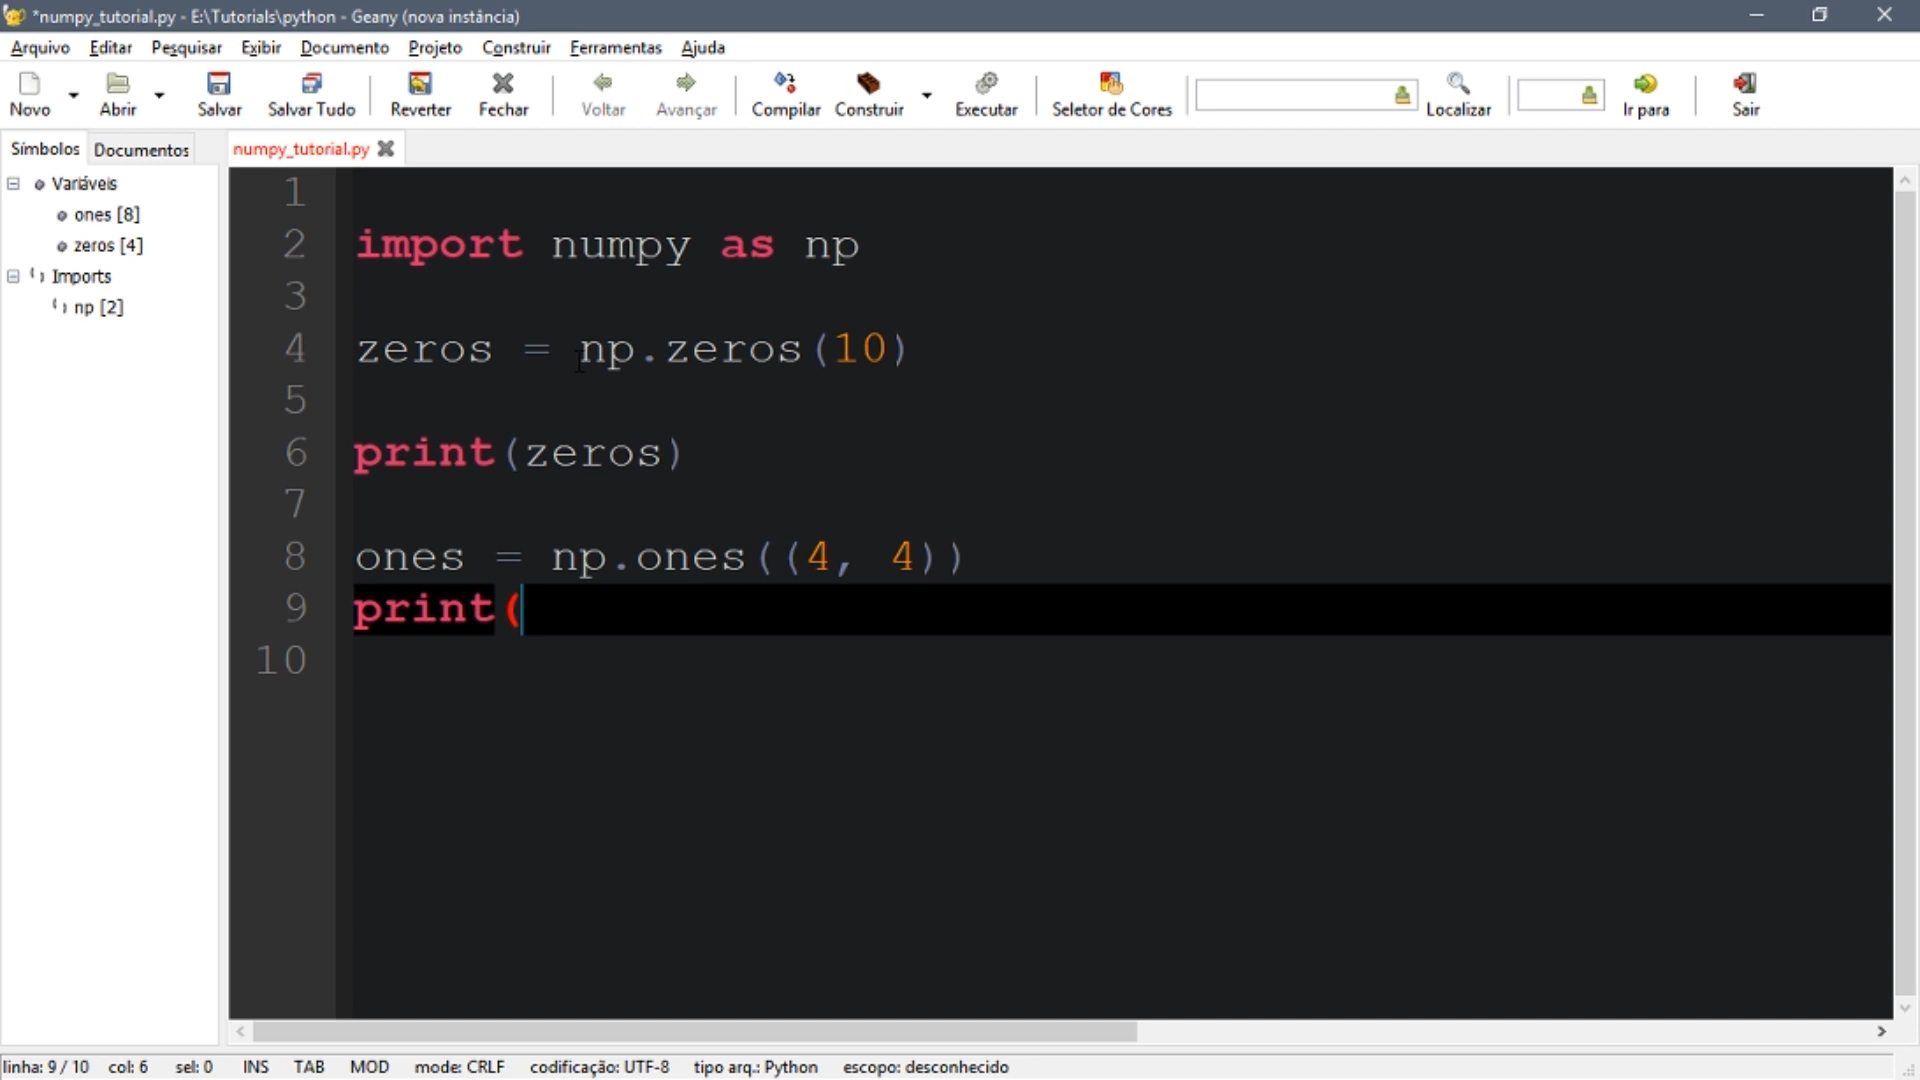 *numpy_tutorial.py - E:\Tutorials\python - Geany (nova instância)
Arquivo Editar Pesquisar Exibir Documento Projeto Construir Ferramentas Ajuda
Novo Abrir Salvar Salvar Tudo Reverter Fechar Voltar Avançar Compilar Construir Executar Seletor de Cores Localizar Ir para Sair
Símbolos Documentos numpy_tutorial.py
Variáveis
ones [8]
zeros [4]
Imports
np [2]
1
2 import numpy as np
3
4 zeros = np.zeros(10)
5
6 print(zeros)
7
8 ones = np.ones((4, 4))
9 print(
10
linha: 9 / 10 col: 6 sel: 0 INS TAB MOD mode: CRLF codificação: UTF-8 tipo arq.: Python escopo: desconhecido